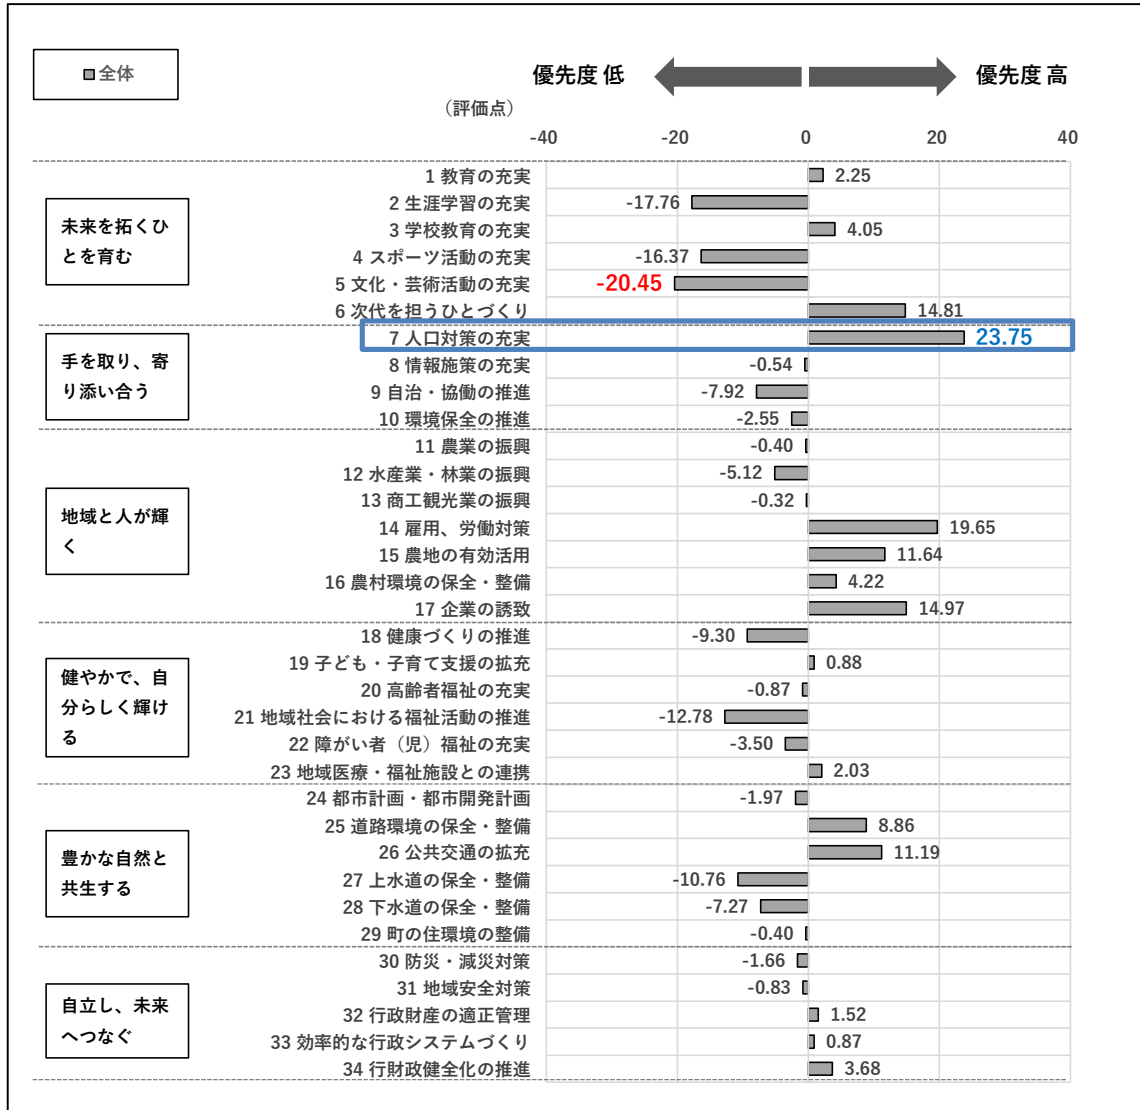 ■全体
優先度 低
優先度 高
（評価点）
-40 -20 0 20 40
未来を拓くひ
とを育む
1 教育の充実 2.25
2 生涯学習の充実 -17.76
3 学校教育の充実 4.05
4 スポーツ活動の充実 -16.37
5 文化・芸術活動の充実 -20.45
6 次代を担うひとづくり 14.81
手を取り、寄
り添い合う
7 人口対策の充実 23.75
8 情報施策の充実 -0.54
9 自治・協働の推進 -7.92
10 環境保全の推進 -2.55
地域と人が輝
く
11 農業の振興 -0.40
12 水産業・林業の振興 -5.12
13 商工観光業の振興 -0.32
14 雇用、労働対策 19.65
15 農地の有効活用 11.64
16 農村環境の保全・整備 4.22
17 企業の誘致 14.97
健やかで、自
分らしく輝け
る
18 健康づくりの推進 -9.30
19 子ども・子育て支援の拡充 0.88
20 高齢者福祉の充実 -0.87
21 地域社会における福祉活動の推進 -12.78
22 障がい者（児）福祉の充実 -3.50
23 地域医療・福祉施設との連携 2.03
豊かな自然と
共生する
24 都市計画・都市開発計画 -1.97
25 道路環境の保全・整備 8.86
26 公共交通の拡充 11.19
27 上水道の保全・整備 -10.76
28 下水道の保全・整備 -7.27
29 町の住環境の整備 -0.40
自立し、未来
へつなぐ
30 防災・減災対策 -1.66
31 地域安全対策 -0.83
32 行政財産の適正管理 1.52
33 効率的な行政システムづくり 0.87
34 行財政健全化の推進 3.68